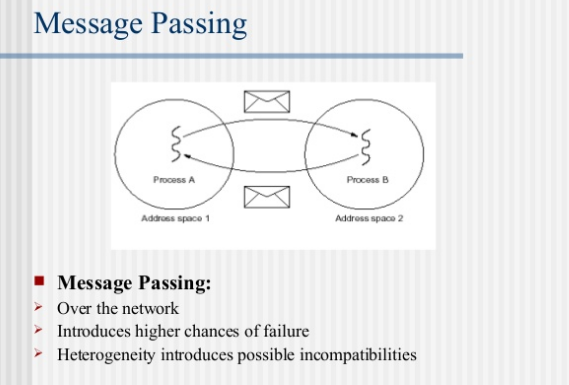 Message Passing
Process A
Process B
Address space 1
Address space 2
Message Passing:
Over the network
Introduces higher chances of failure
Heterogeneity introduces possible incompatibilities